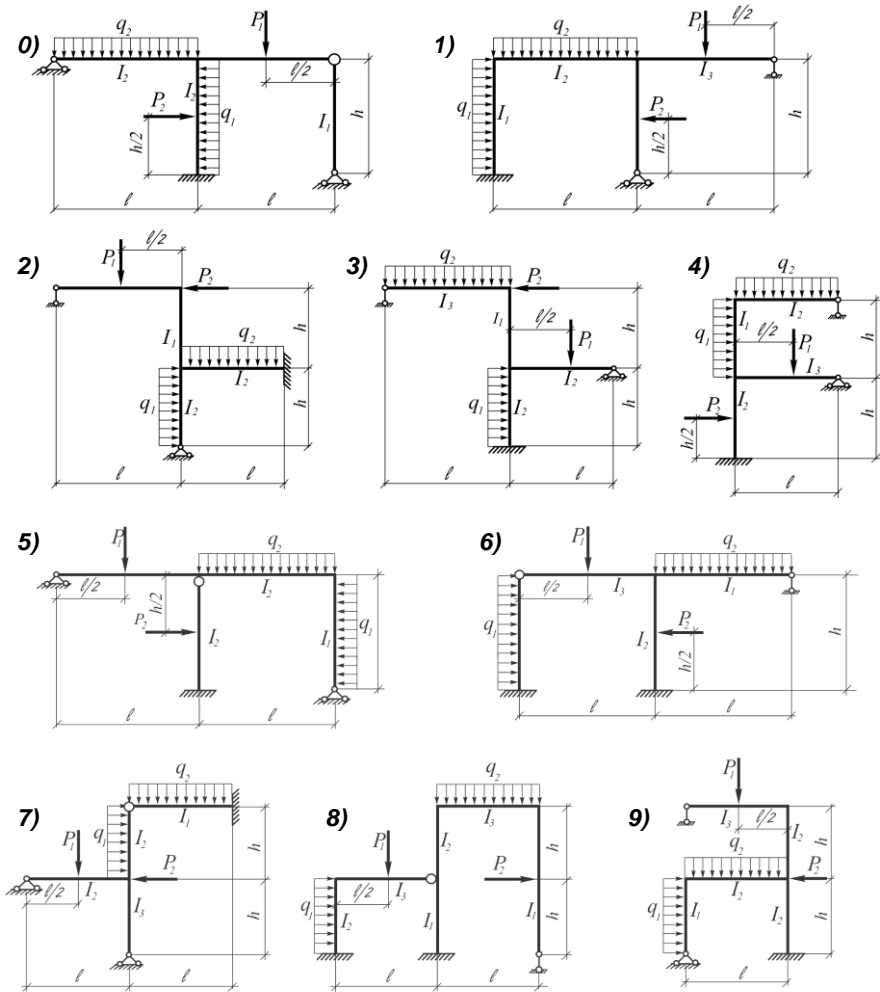 0) q₂ P₁ ℓ/2
I₂ I₂ P₂ q₁ h/2 I₁ h
ℓ ℓ
1) q₂ P₁ ℓ/2
q₁ I₁ I₂ I₃ P₂ h/2 h
ℓ ℓ
2) P₁ ℓ/2 P₂
I₁ q₂ h
q₁ I₂ I₂ h
ℓ ℓ
3) q₂ P₂
I₃ I₁ ℓ/2 P₁ h
q₁ I₂ I₂ h
ℓ ℓ
4) q₂
q₁ I₁ I₂ ℓ/2 P₁ h
I₃ P₂ I₂ h/2 h
ℓ
5) P₁ q₂
ℓ/2 h/2 I₂
P₂ I₂ I₁ q₁ h
ℓ ℓ
6) P₁ q₂
q₁ ℓ/2 I₃ I₁
I₂ P₂ h/2 h
ℓ ℓ
7) q₂
P₁ q₁ I₂ I₁ h
ℓ/2 I₂ P₂ I₃ h
ℓ ℓ
8) q₂
P₁ I₂ I₃ h
q₁ ℓ/2 I₃ P₂
I₂ I₁ I₁ h
ℓ ℓ
9) P₁
I₃ ℓ/2 I₂ h
q₂ P₂
q₁ I₁ I₂ I₂ h
ℓ